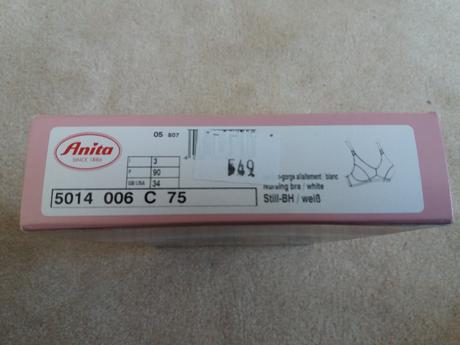 05 807
Anita
SINCE 1886
I 3
F 90
GB/USA 34
549
-gorge allaitement / blanc
Nursing bra / white
Still-BH / weiß
5014 006 C 75